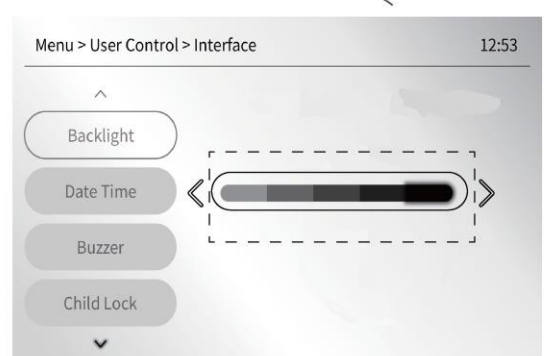 Menu > User Control > Interface 12:53
Backlight
Date Time
Buzzer
Child Lock